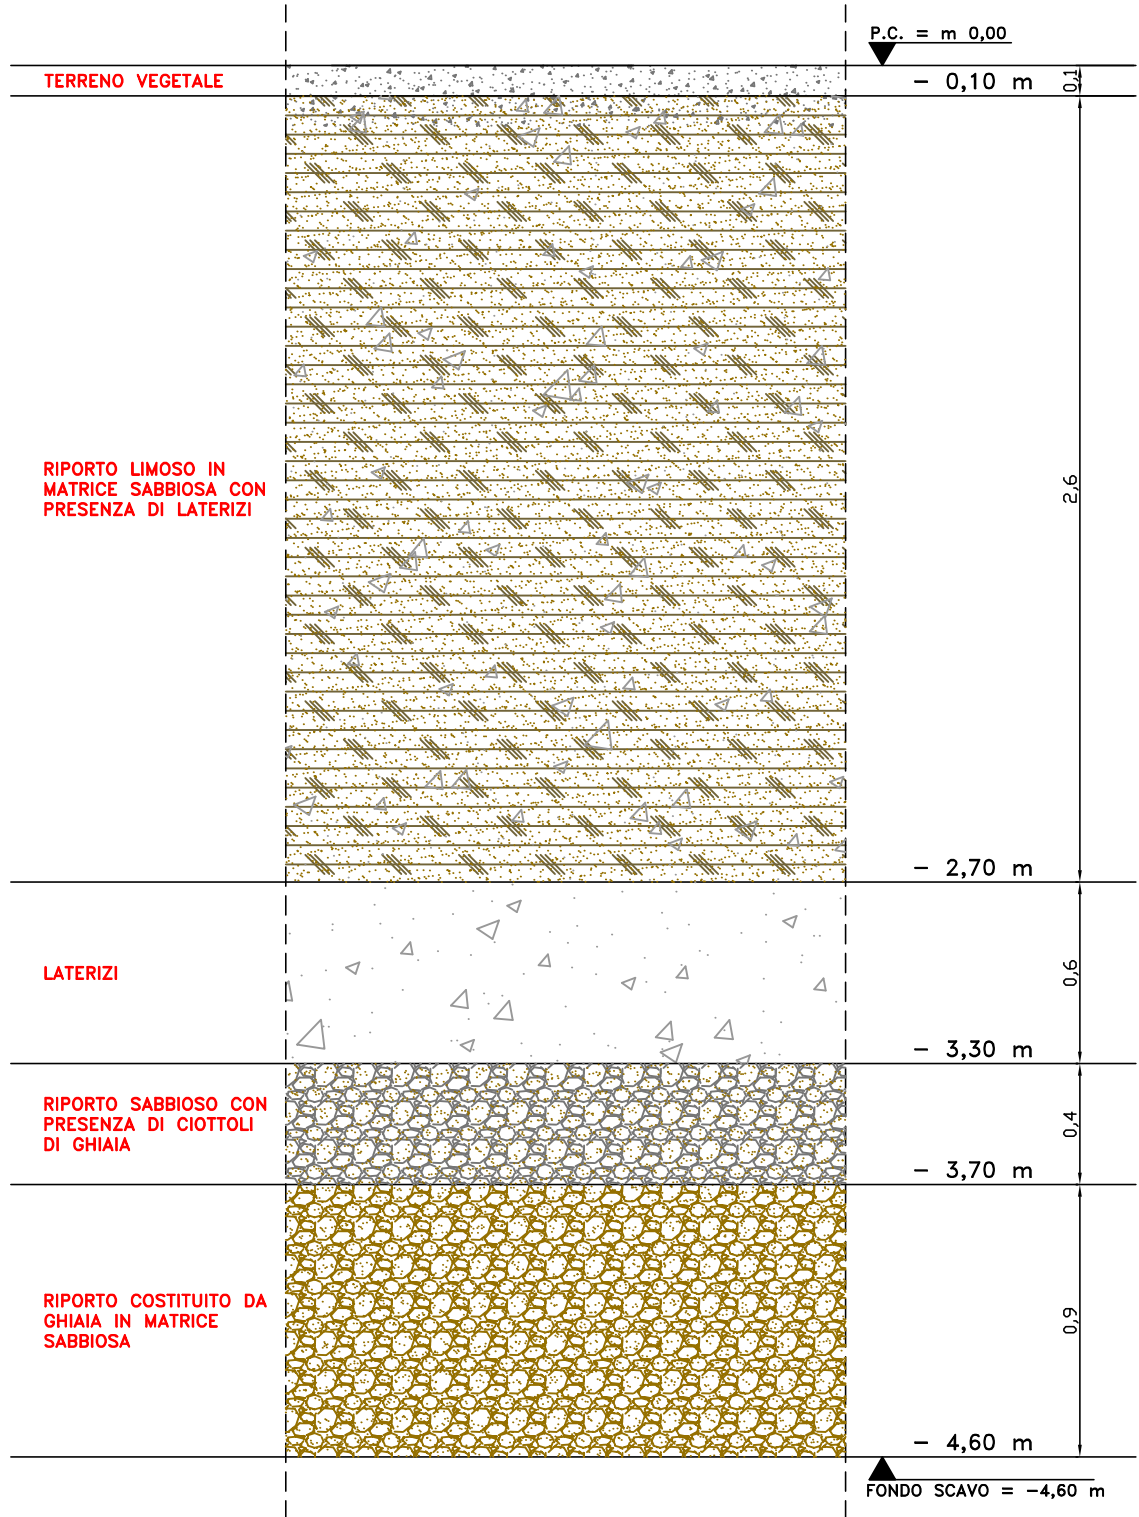 P.C. = m 0,00
TERRENO VEGETALE
− 0,10 m
0,1
RIPORTO LIMOSO IN
MATRICE SABBIOSA CON
PRESENZA DI LATERIZI
2,6
− 2,70 m
LATERIZI
0,6
− 3,30 m
RIPORTO SABBIOSO CON
PRESENZA DI CIOTTOLI
DI GHIAIA
0,4
− 3,70 m
RIPORTO COSTITUITO DA
GHIAIA IN MATRICE
SABBIOSA
0,9
− 4,60 m
FONDO SCAVO = −4,60 m